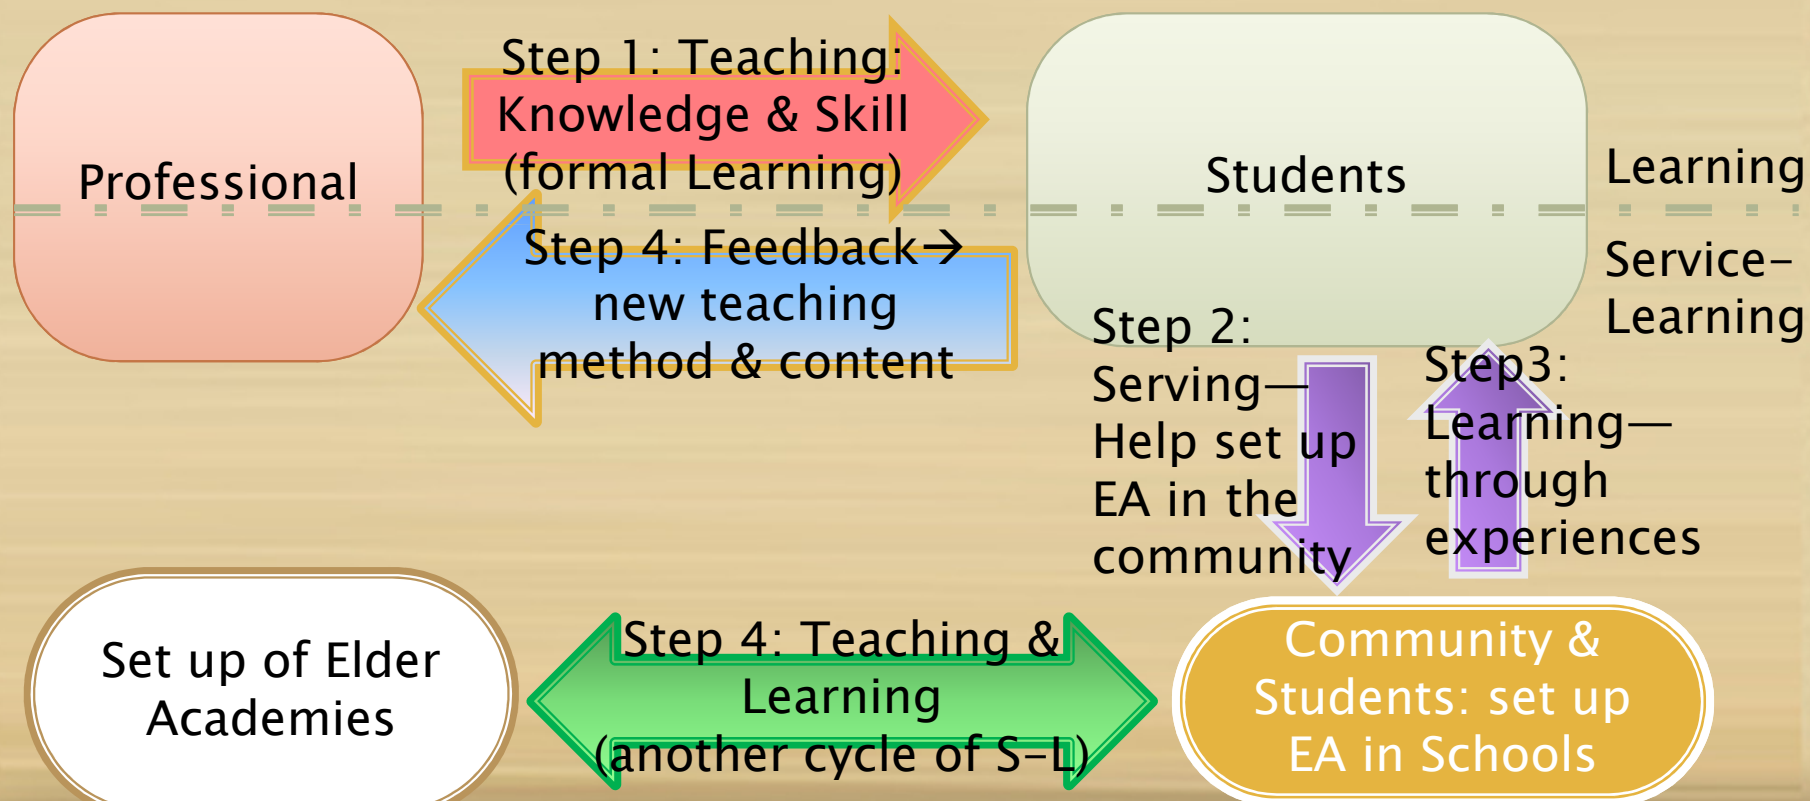 Professional
Step 1: Teaching:
Knowledge & Skill
(formal Learning)
Students
Learning
Service-
Learning
Step 4: Feedback→
new teaching
method & content
Step 2:
Serving—
Help set up
EA in the
community
Step3:
Learning—
through
experiences
Set up of Elder
Academies
Step 4: Teaching &
Learning
(another cycle of S-L)
Community &
Students: set up
EA in Schools